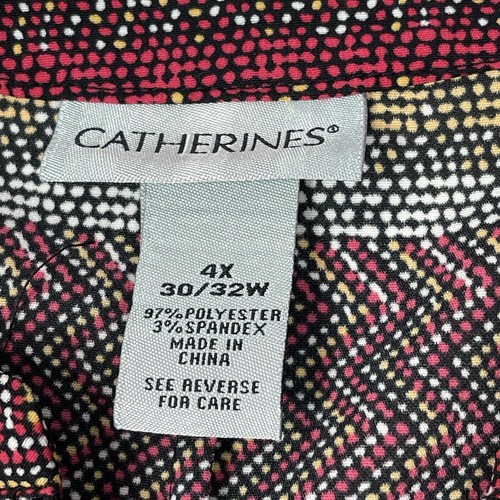 CATHERINES®
4X
30/32W
97%POLYESTER
3%SPANDEX
MADE IN
CHINA
SEE REVERSE
FOR CARE